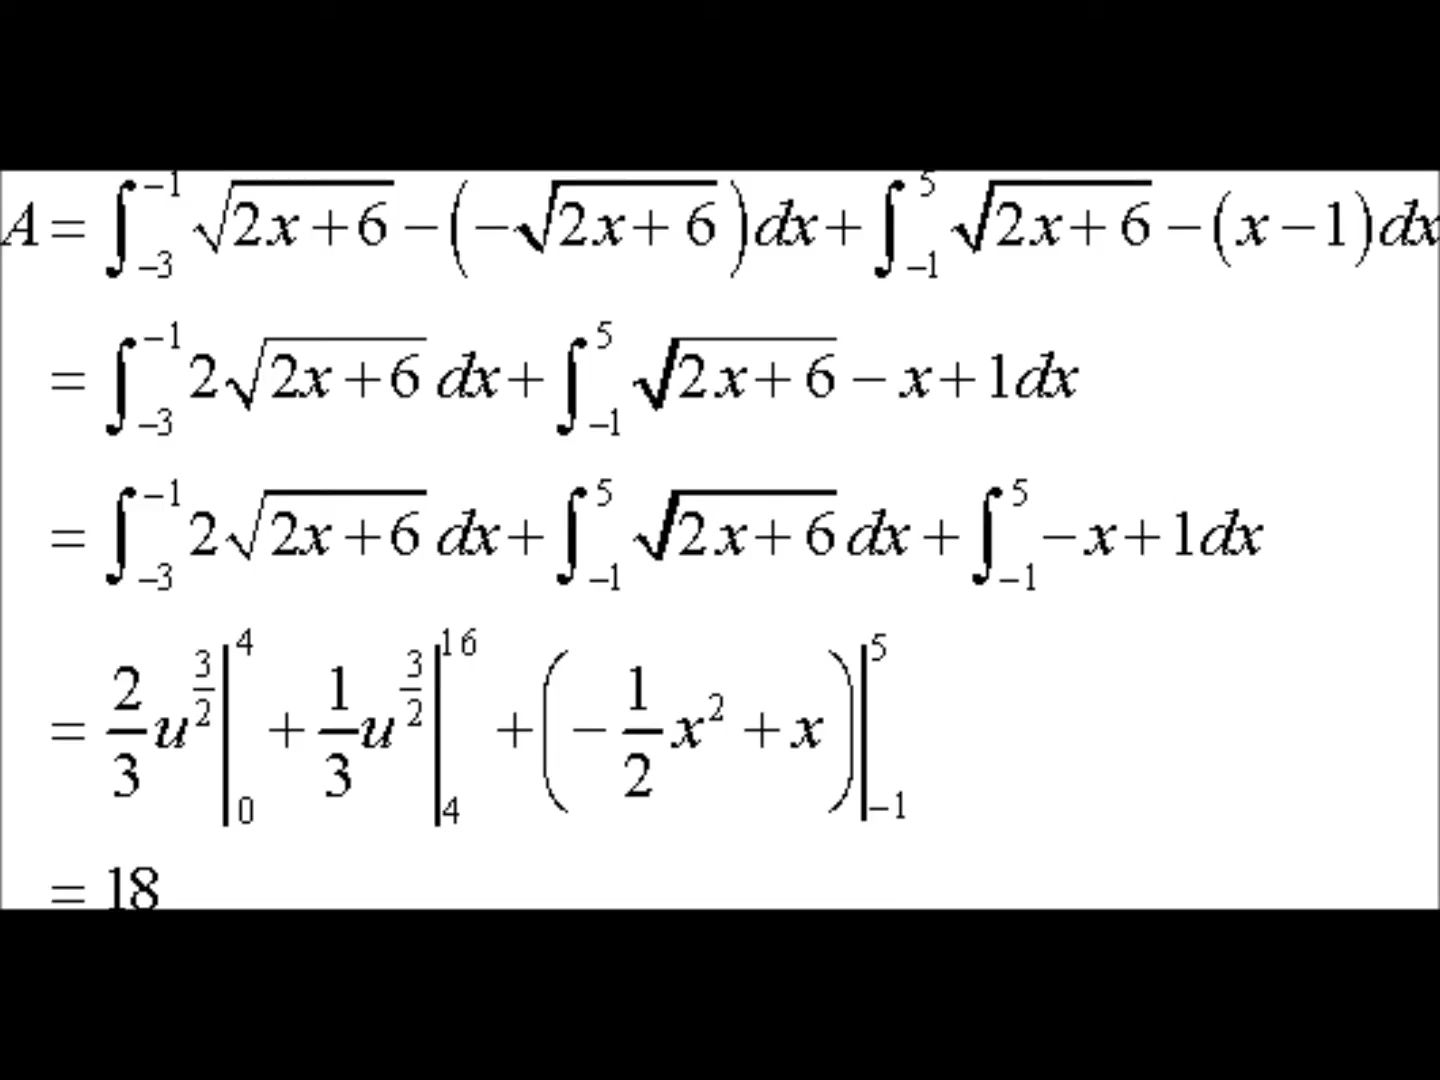 A = ∫_{-3}^{-1} √(2x+6) − (−√(2x+6)) dx + ∫_{-1}^{5} √(2x+6) − (x−1) dx
= ∫_{-3}^{-1} 2√(2x+6) dx + ∫_{-1}^{5} √(2x+6) − x + 1 dx
= ∫_{-3}^{-1} 2√(2x+6) dx + ∫_{-1}^{5} √(2x+6) dx + ∫_{-1}^{5} −x + 1 dx
= 2/3 u^{3/2} |_{0}^{4} + 1/3 u^{3/2} |_{4}^{16} + (−1/2 x^{2} + x) |_{-1}^{5}
= 18